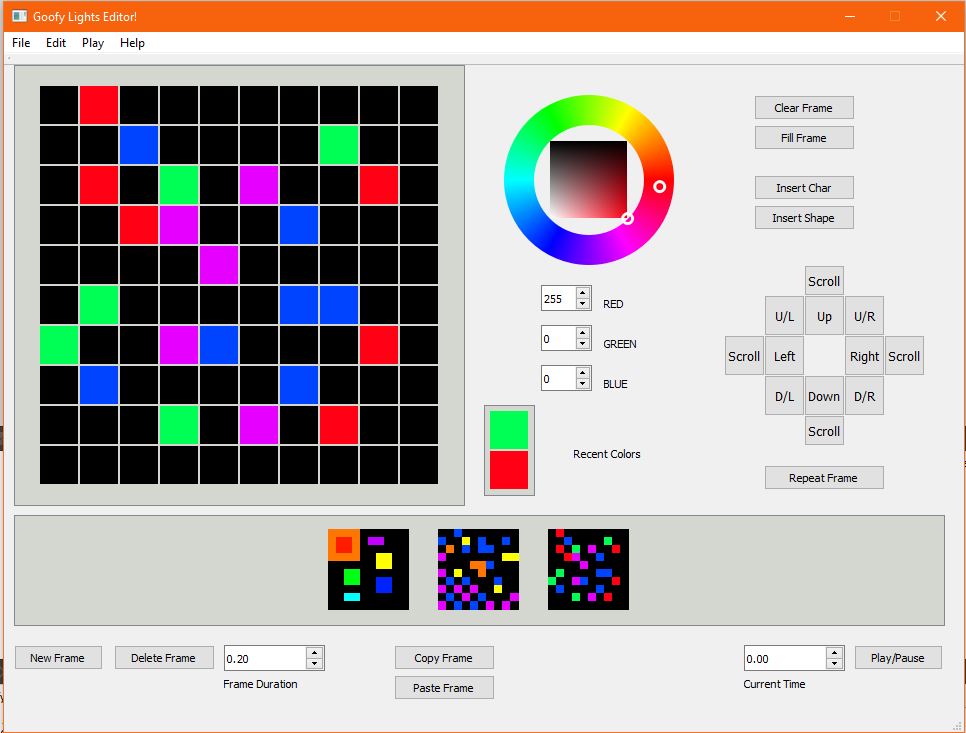 Goofy Lights Editor!
File Edit Play Help
Clear Frame
Fill Frame
Insert Char
Insert Shape
255 RED
0 GREEN
0 BLUE
Recent Colors
Scroll
U/L Up U/R
Scroll Left Right Scroll
D/L Down D/R
Scroll
Repeat Frame
New Frame Delete Frame 0.20 Copy Frame 0.00 Play/Pause
Frame Duration Paste Frame Current Time